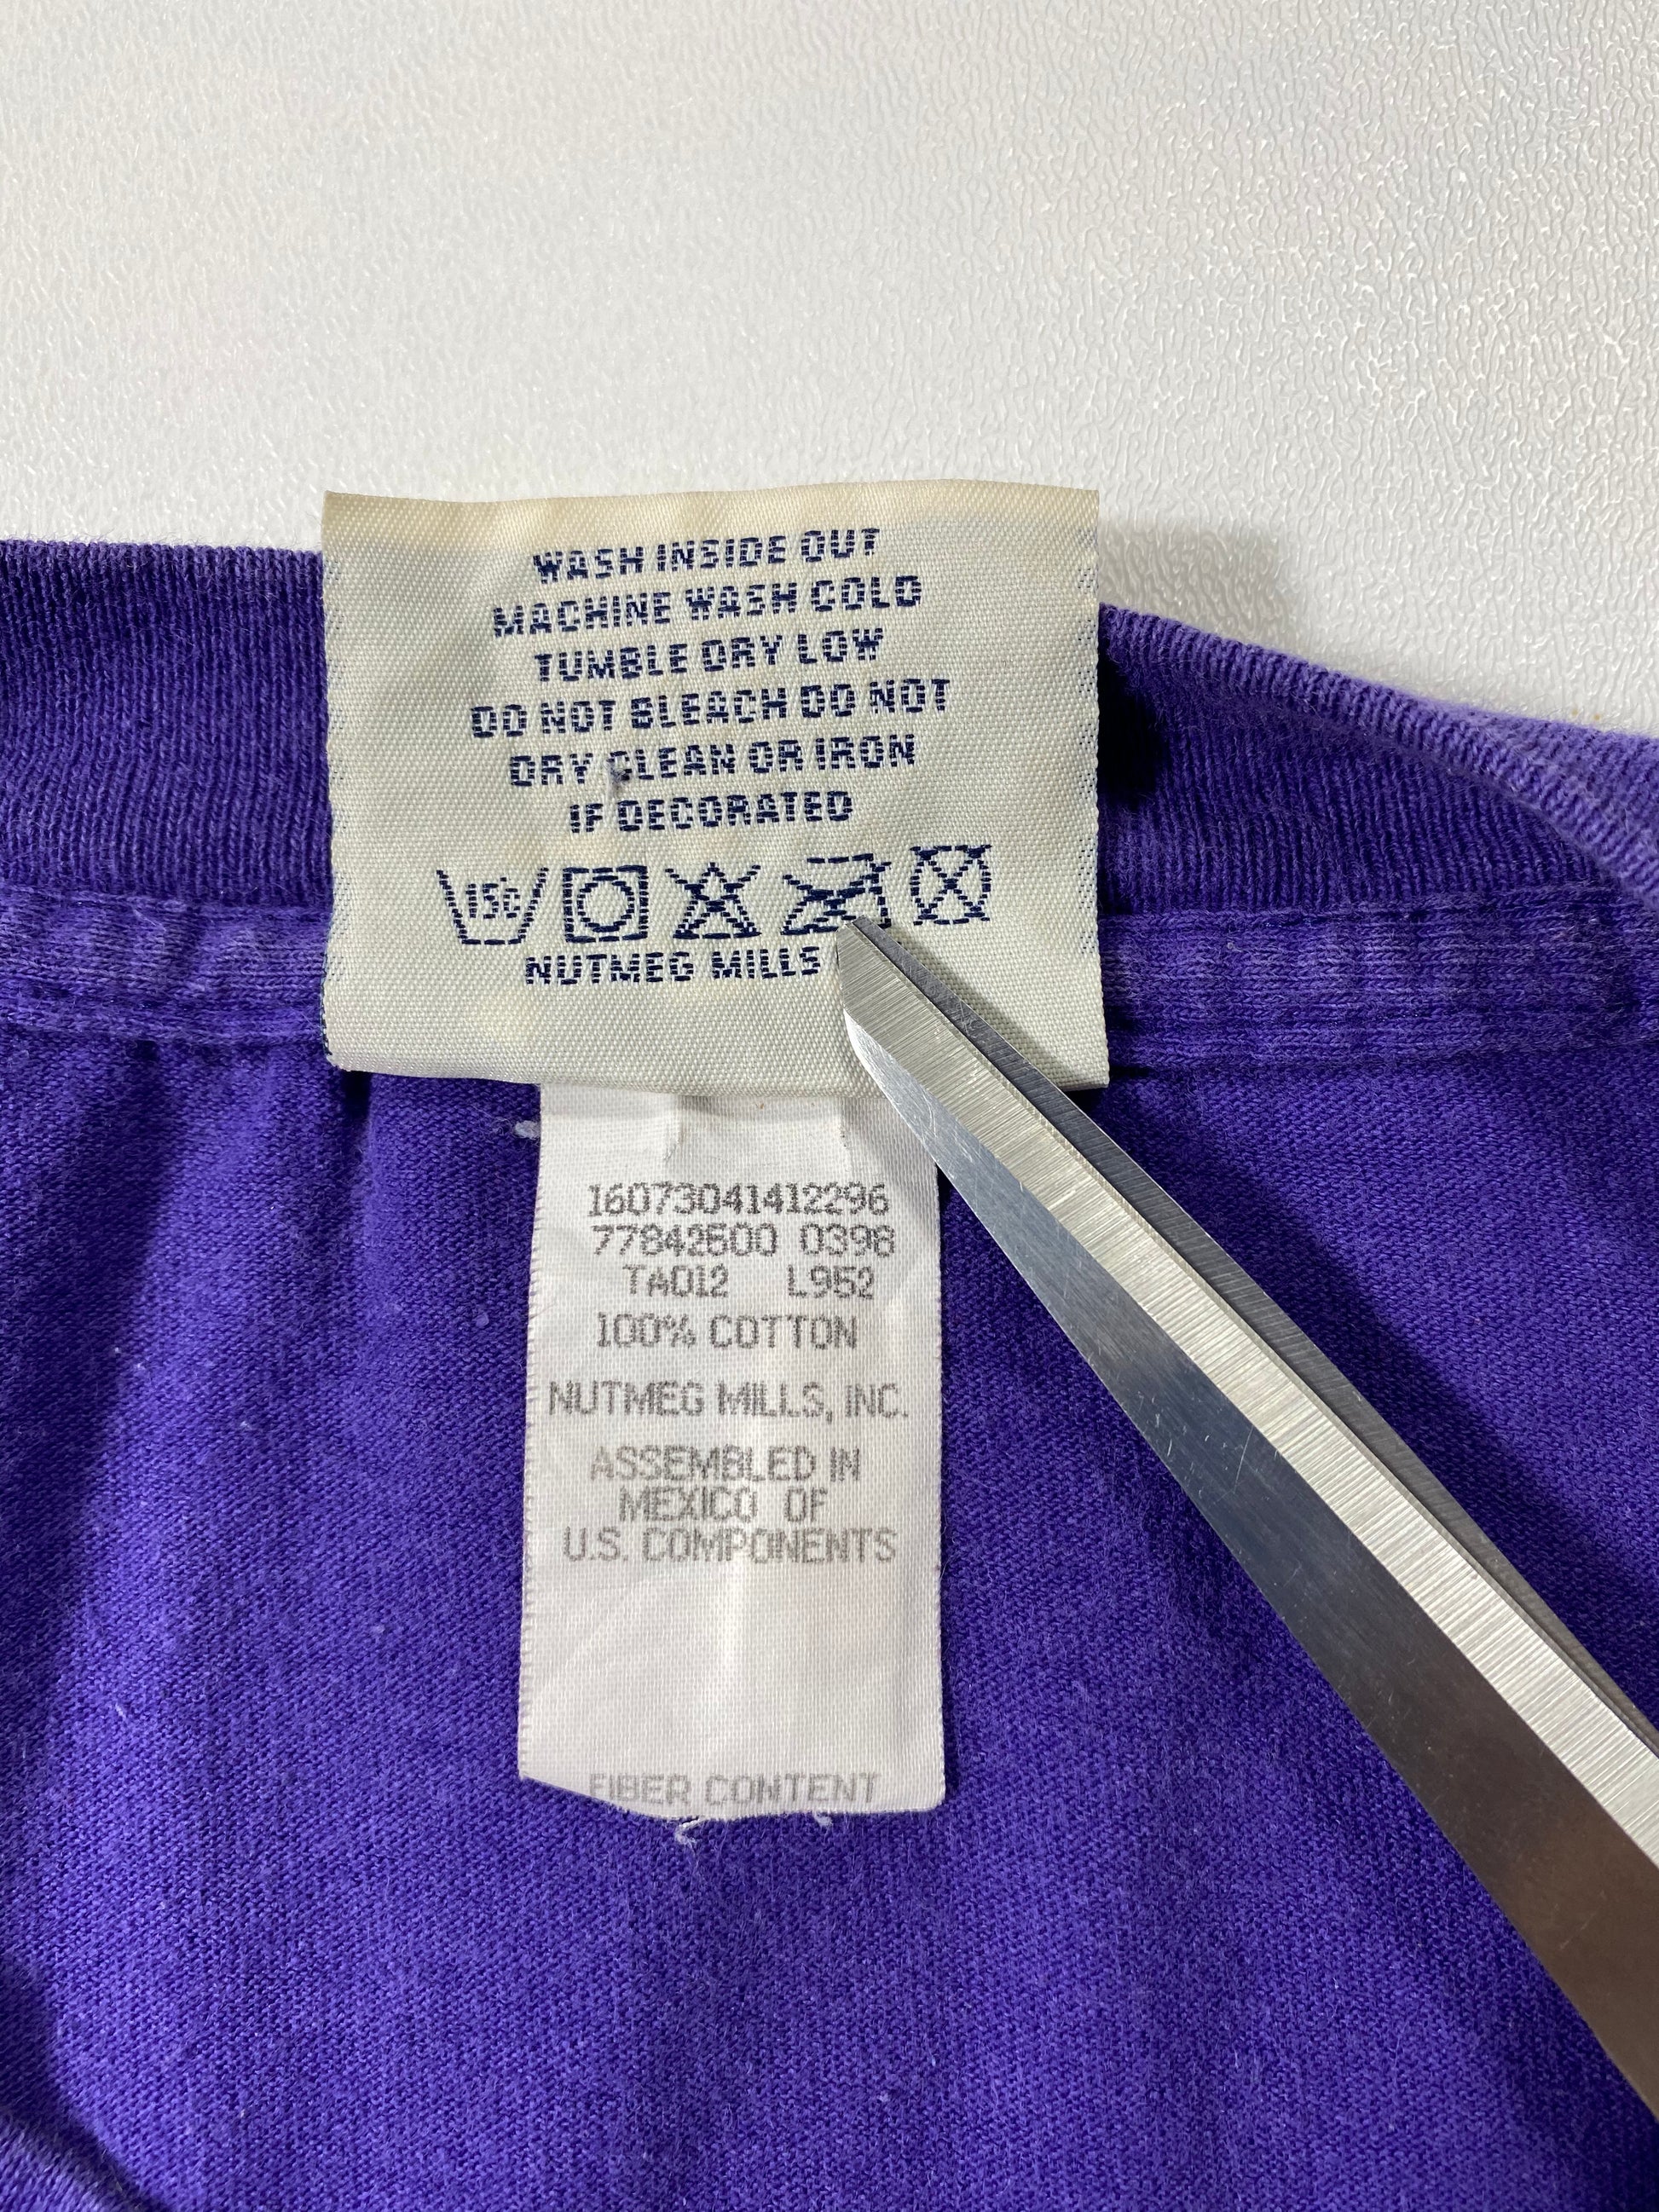 WASH INSIDE OUT
MACHINE WASH COLD
TUMBLE DRY LOW
DO NOT BLEACH DO NOT
DRY CLEAN OR IRON
IF DECORATED
15C
NUTMEG MILLS
16073041412296
77842500 0398
TA012 L952
100% COTTON
NUTMEG MILLS, INC.
ASSEMBLED IN
MEXICO OF
U.S. COMPONENTS
FIBER CONTENT